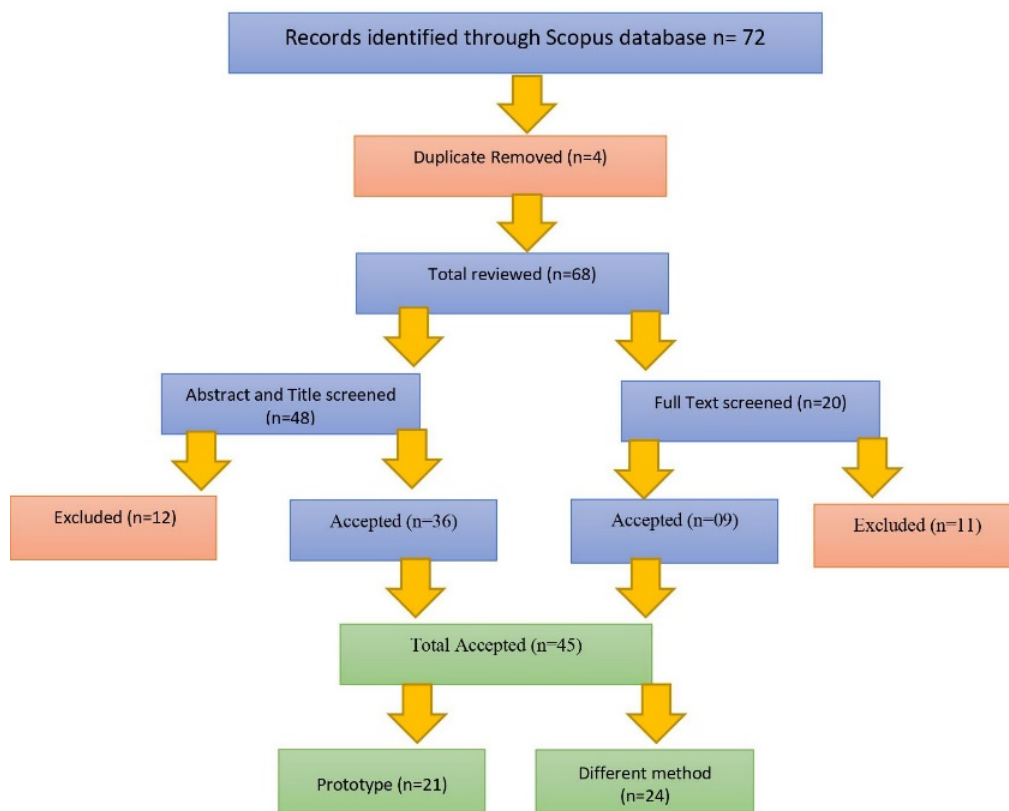 Records identified through Scopus database n= 72
Duplicate Removed (n=4)
Total reviewed (n=68)
Abstract and Title screened
(n=48)
Full Text screened (n=20)
Excluded (n=12)
Accepted (n=36)
Accepted (n=09)
Excluded (n=11)
Total Accepted (n=45)
Prototype (n=21)
Different method
(n=24)